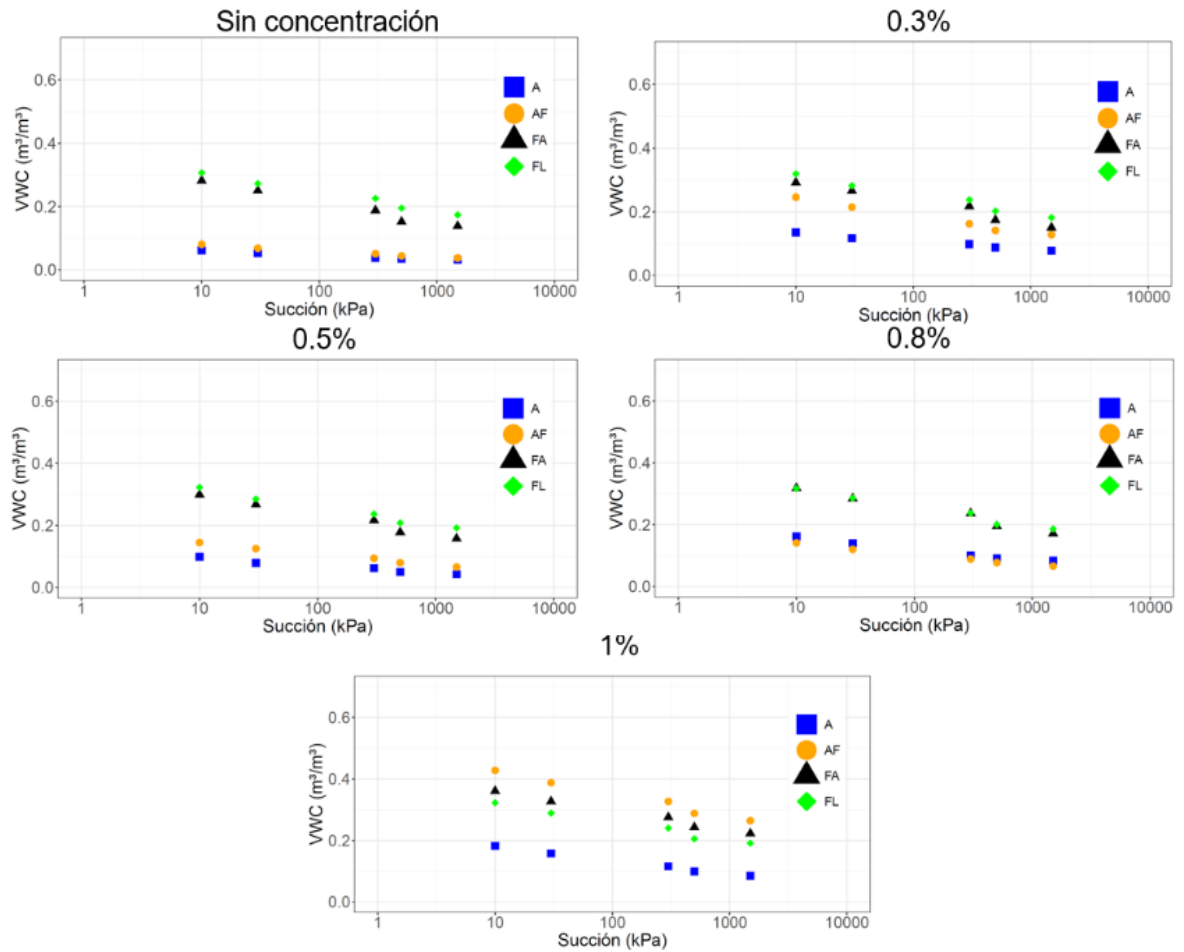 Sin concentración
VWC (m³/m³)
0.6
0.4
0.2
0.0
A
AF
FA
FL
1 10 100 1000 10000
Succión (kPa)
0.3%
VWC (m³/m³)
0.6
0.4
0.2
0.0
A
AF
FA
FL
1 10 100 1000 10000
Succión (kPa)
0.5%
VWC (m³/m³)
0.6
0.4
0.2
0.0
A
AF
FA
FL
1 10 100 1000 10000
Succión (kPa)
0.8%
VWC (m³/m³)
0.6
0.4
0.2
0.0
A
AF
FA
FL
1 10 100 1000 10000
Succión (kPa)
1%
VWC (m³/m³)
0.6
0.4
0.2
0.0
A
AF
FA
FL
1 10 100 1000 10000
Succión (kPa)